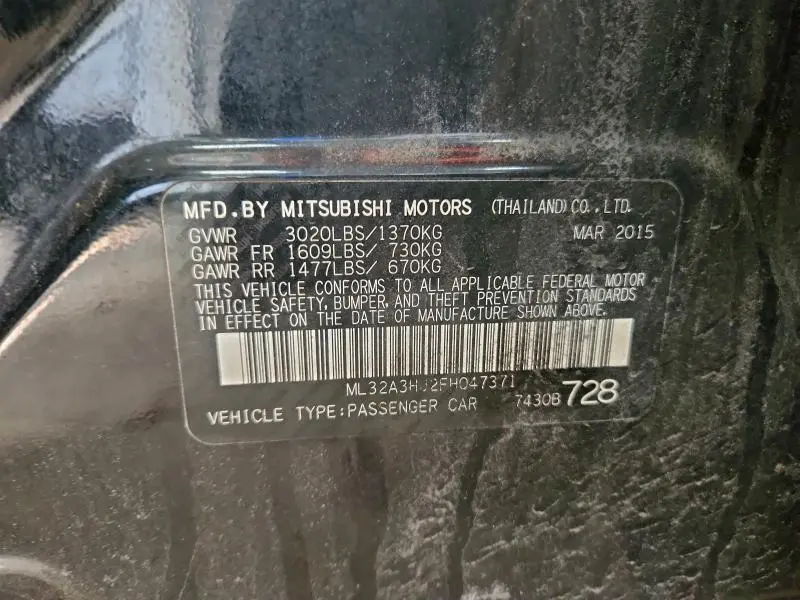 MFD.BY MITSUBISHI MOTORS (THAILAND)CO.,LTD.
GVWR 3020LBS/1370KG MAR 2015
GAWR FR 1609LBS/ 730KG
GAWR RR 1477LBS/ 670KG
THIS VEHICLE CONFORMS TO ALL APPLICABLE FEDERAL MOTOR
VEHICLE SAFETY, BUMPER, AND THEFT PREVENTION STANDARDS
IN EFFECT ON THE DATE OF MANUFACTURE SHOWN ABOVE.
ML32A3HJ2FH047371
VEHICLE TYPE:PASSENGER CAR 7430B 728